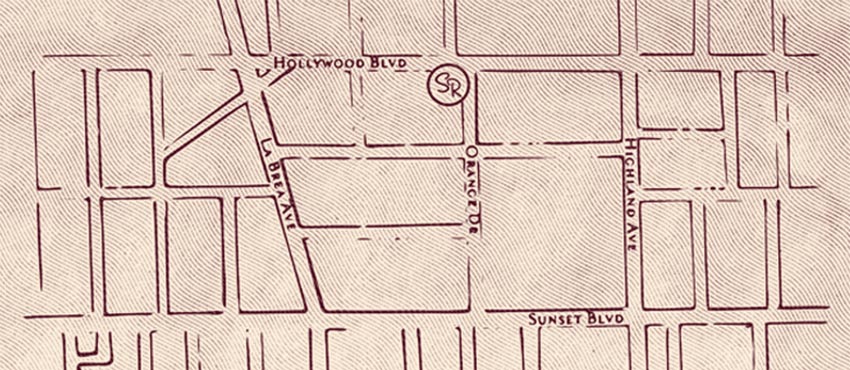 Hollywood Blvd
SR
La Brea Ave
Orange Dr
Highland Ave
Sunset Blvd